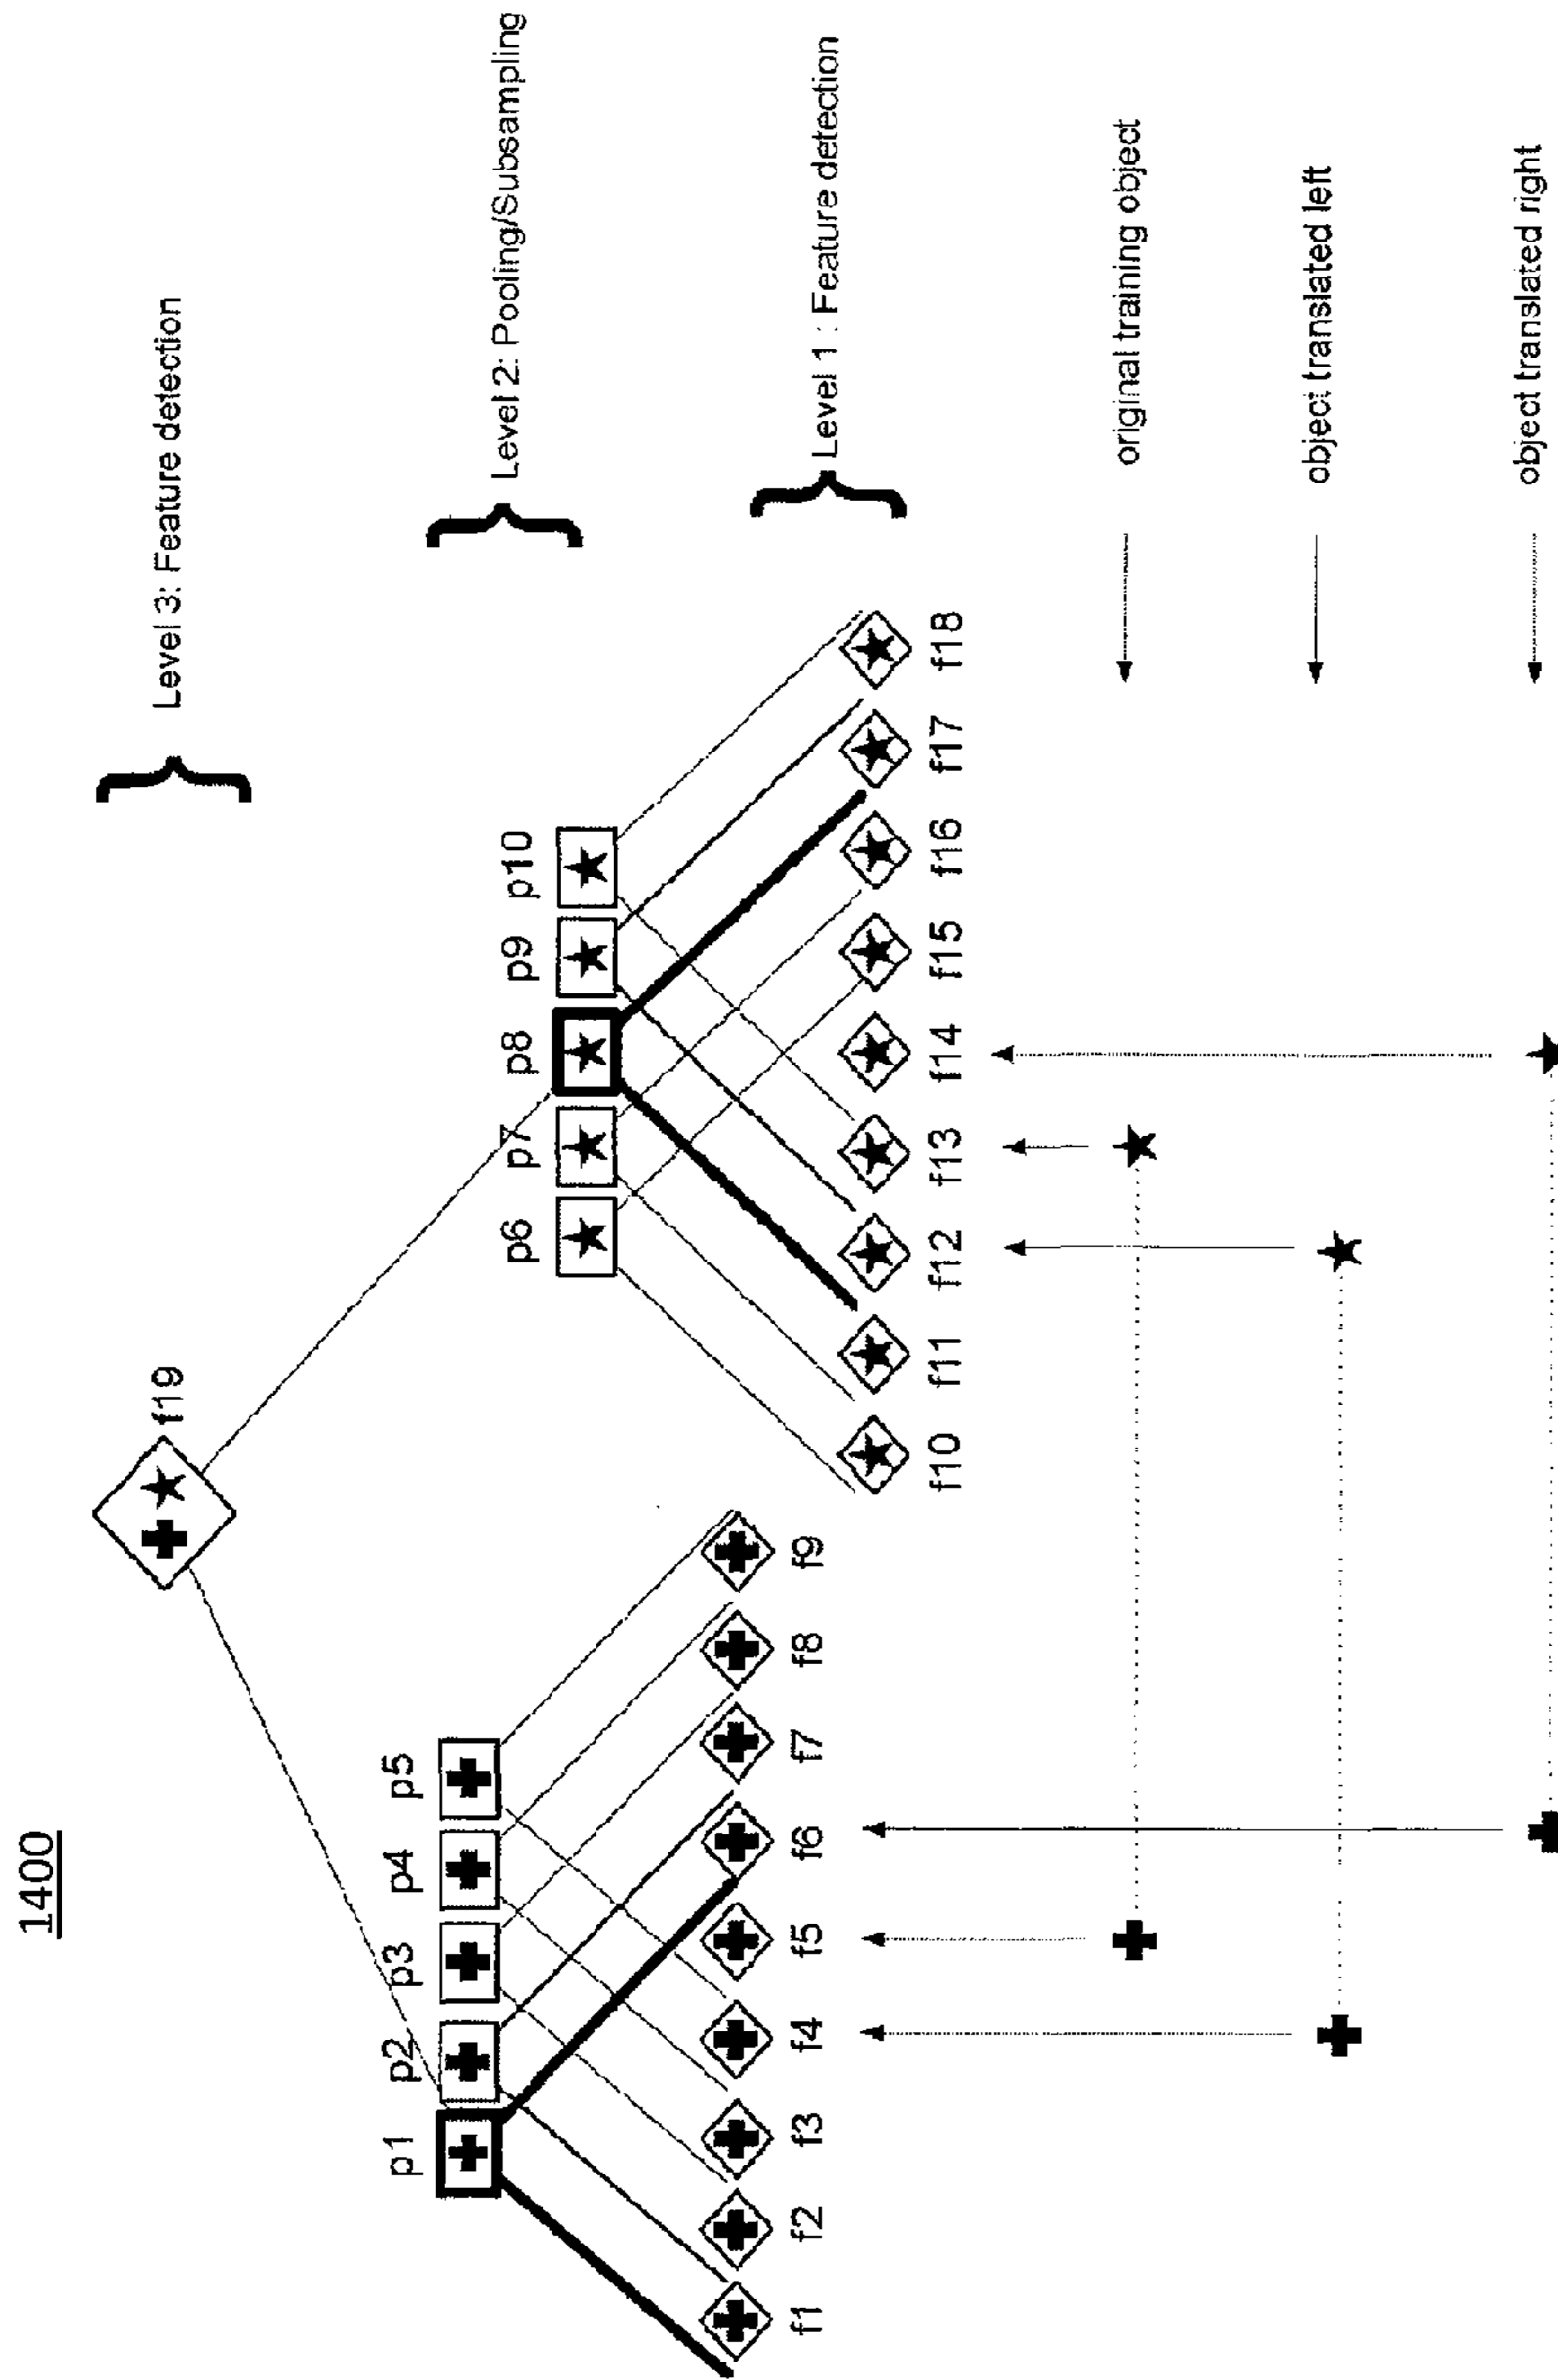 1400
f19
Level 3: Feature detection
p1 p2 p3 p4 p5
p6 p7 p8 p9 p10
Level 2: Pooling/Subsampling
f1 f2 f3 f4 f5 f6 f7 f8 f9
f10 f11 f12 f13 f14 f15 f16 f17 f18
Level 1 : Feature detection
original training object
object translated left
object translated right